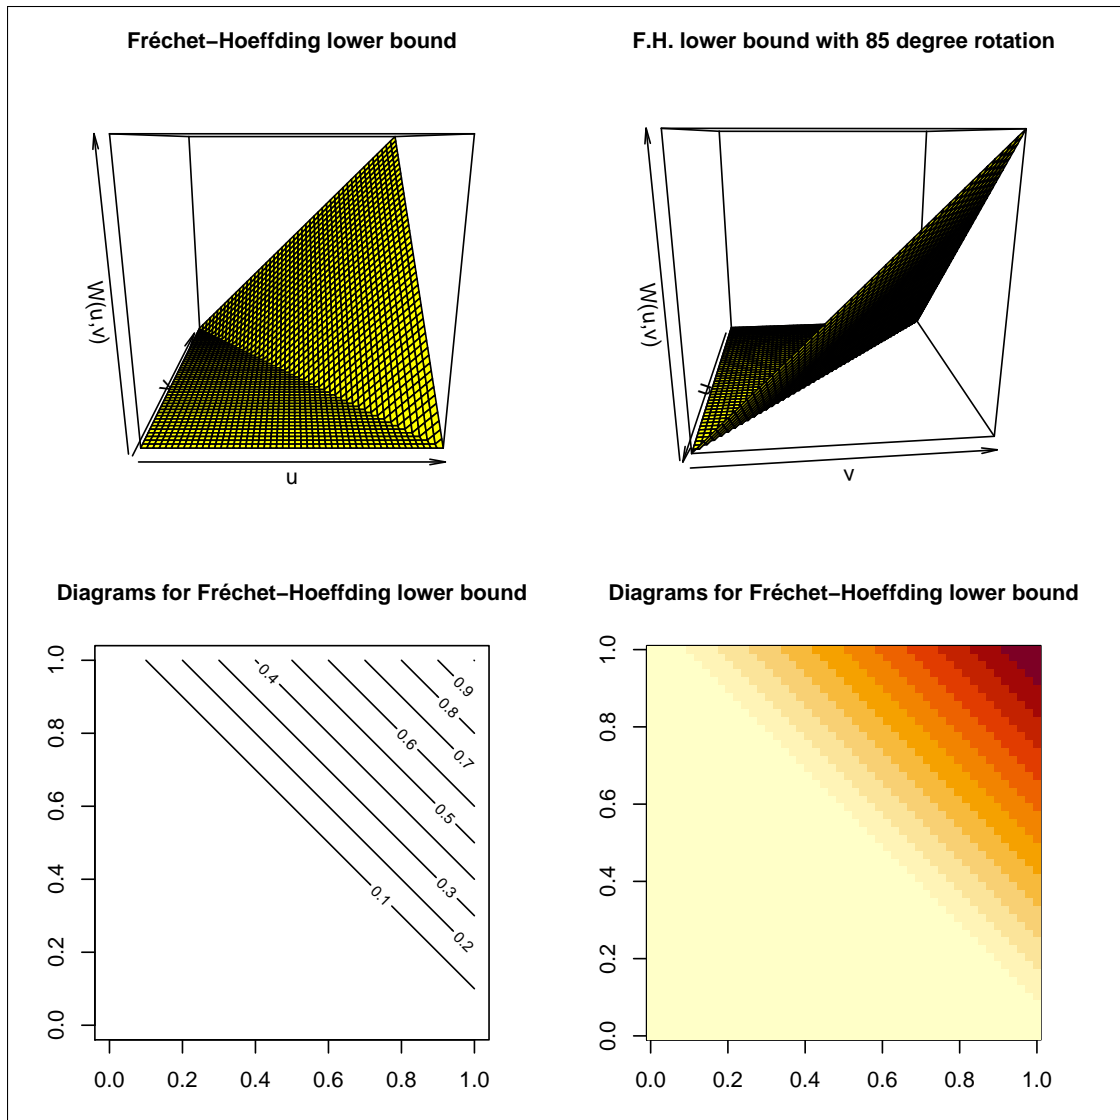 Fréchet−Hoeffding lower bound
F.H. lower bound with 85 degree rotation
W(u,v)
v
u
W(u,v)
u
v
Diagrams for Fréchet−Hoeffding lower bound
Diagrams for Fréchet−Hoeffding lower bound
1.0
0.8
0.6
0.4
0.2
0.0
0.0 0.2 0.4 0.6 0.8 1.0
0.4
0.9
0.8
0.6
0.7
0.5
0.3
0.1
0.2
1.0
0.8
0.6
0.4
0.2
0.0
0.0 0.2 0.4 0.6 0.8 1.0